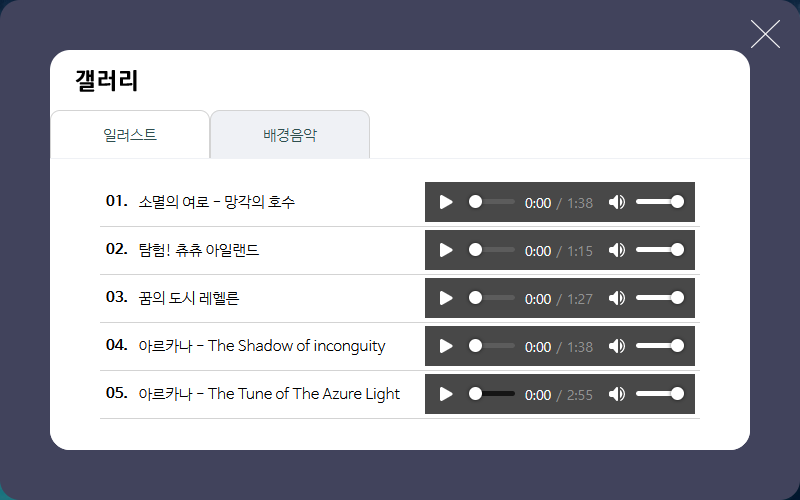 갤러리
일러스트 배경음악
01. 소멸의 여로 - 망각의 호수 0:00 / 1:38
02. 탐험! 츄츄 아일랜드 0:00 / 1:15
03. 꿈의 도시 레헬른 0:00 / 1:27
04. 아르카나 - The Shadow of inconguity 0:00 / 1:38
05. 아르카나 - The Tune of The Azure Light 0:00 / 2:55